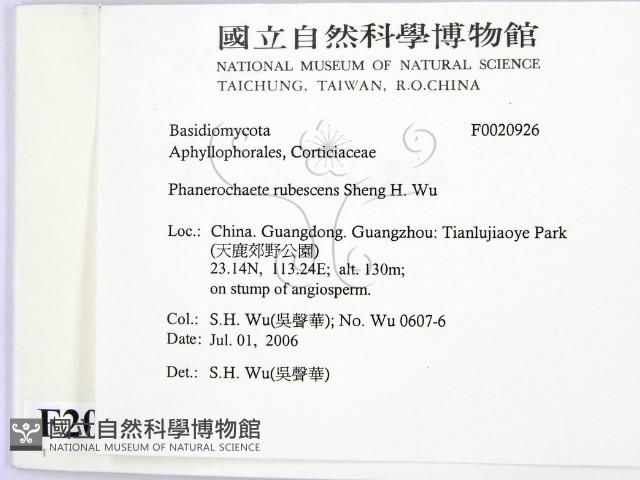 國立自然科學博物館
NATIONAL MUSEUM OF NATURAL SCIENCE
TAICHUNG, TAIWAN, R.O.CHINA
Basidiomycota F0020926
Aphyllophorales, Corticiaceae
Phanerochaete rubescens Sheng H. Wu
Loc.: China. Guangdong. Guangzhou: Tianlujiaoye Park
(天鹿郊野公園)
23.14N, 113.24E; alt. 130m;
on stump of angiosperm.
Col.: S.H. Wu(吳聲華); No. Wu 0607-6
Date: Jul. 01, 2006
Det.: S.H. Wu(吳聲華)
F20
國立自然科學博物館
NATIONAL MUSEUM OF NATURAL SCIENCE